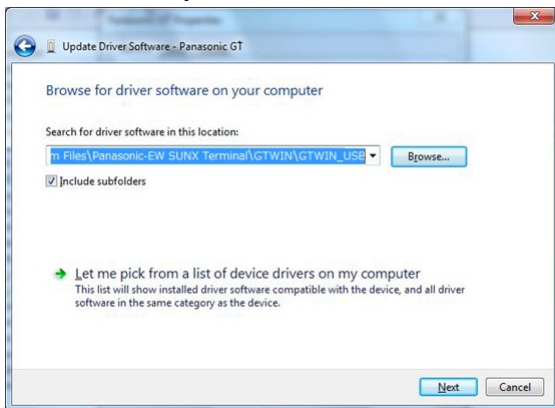 Update Driver Software - Panasonic GT
Browse for driver software on your computer
Search for driver software in this location:
m Files\Panasonic-EW SUNX Terminal\GTWIN\GTWIN_USB
Browse...
Include subfolders
Let me pick from a list of device drivers on my computer
This list will show installed driver software compatible with the device, and all driver
software in the same category as the device.
Next
Cancel